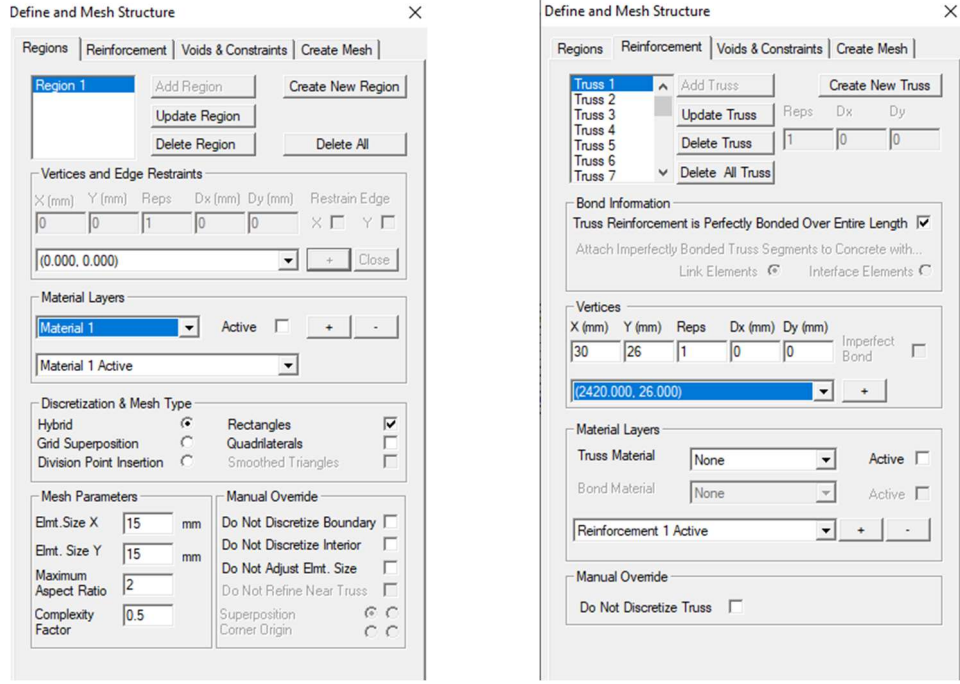 Define and Mesh Structure
Regions Reinforcement Voids & Constraints Create Mesh
Region 1
Add Region
Create New Region
Update Region
Delete Region
Delete All
Vertices and Edge Restraints
X (mm) Y (mm) Reps Dx (mm) Dy (mm) Restrain Edge
0 0 1 0 0 X Y
(0.000, 0.000) + Close
Material Layers
Material 1 Active + -
Material 1 Active
Discretization & Mesh Type
Hybrid Rectangles
Grid Superposition Quadrilaterals
Division Point Insertion Smoothed Triangles
Mesh Parameters
Elmt.Size X 15 mm
Elmt. Size Y 15 mm
Maximum
Aspect Ratio 2
Complexity
Factor 0.5
Manual Override
Do Not Discretize Boundary
Do Not Discretize Interior
Do Not Adjust Elmt. Size
Do Not Refine Near Truss
Superposition
Corner Origin
Define and Mesh Structure
Regions Reinforcement Voids & Constraints Create Mesh
Truss 1
Truss 2
Truss 3
Truss 4
Truss 5
Truss 6
Truss 7
Add Truss
Create New Truss
Update Truss
Delete Truss
Delete All Truss
Reps Dx Dy
1 0 0
Bond Information
Truss Reinforcement is Perfectly Bonded Over Entire Length
Attach Imperfectly Bonded Truss Segments to Concrete with...
Link Elements Interface Elements
Vertices
X (mm) Y (mm) Reps Dx (mm) Dy (mm)
30 26 1 0 0
Imperfect
Bond
(2420.000, 26.000) +
Material Layers
Truss Material None Active
Bond Material None Active
Reinforcement 1 Active + -
Manual Override
Do Not Discretize Truss